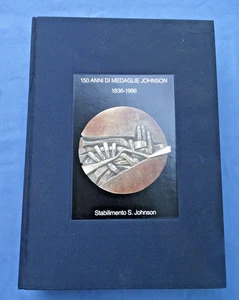 150 ANNI DI MEDAGLIE JOHNSON
1836-1986
Stabilimento S. Johnson